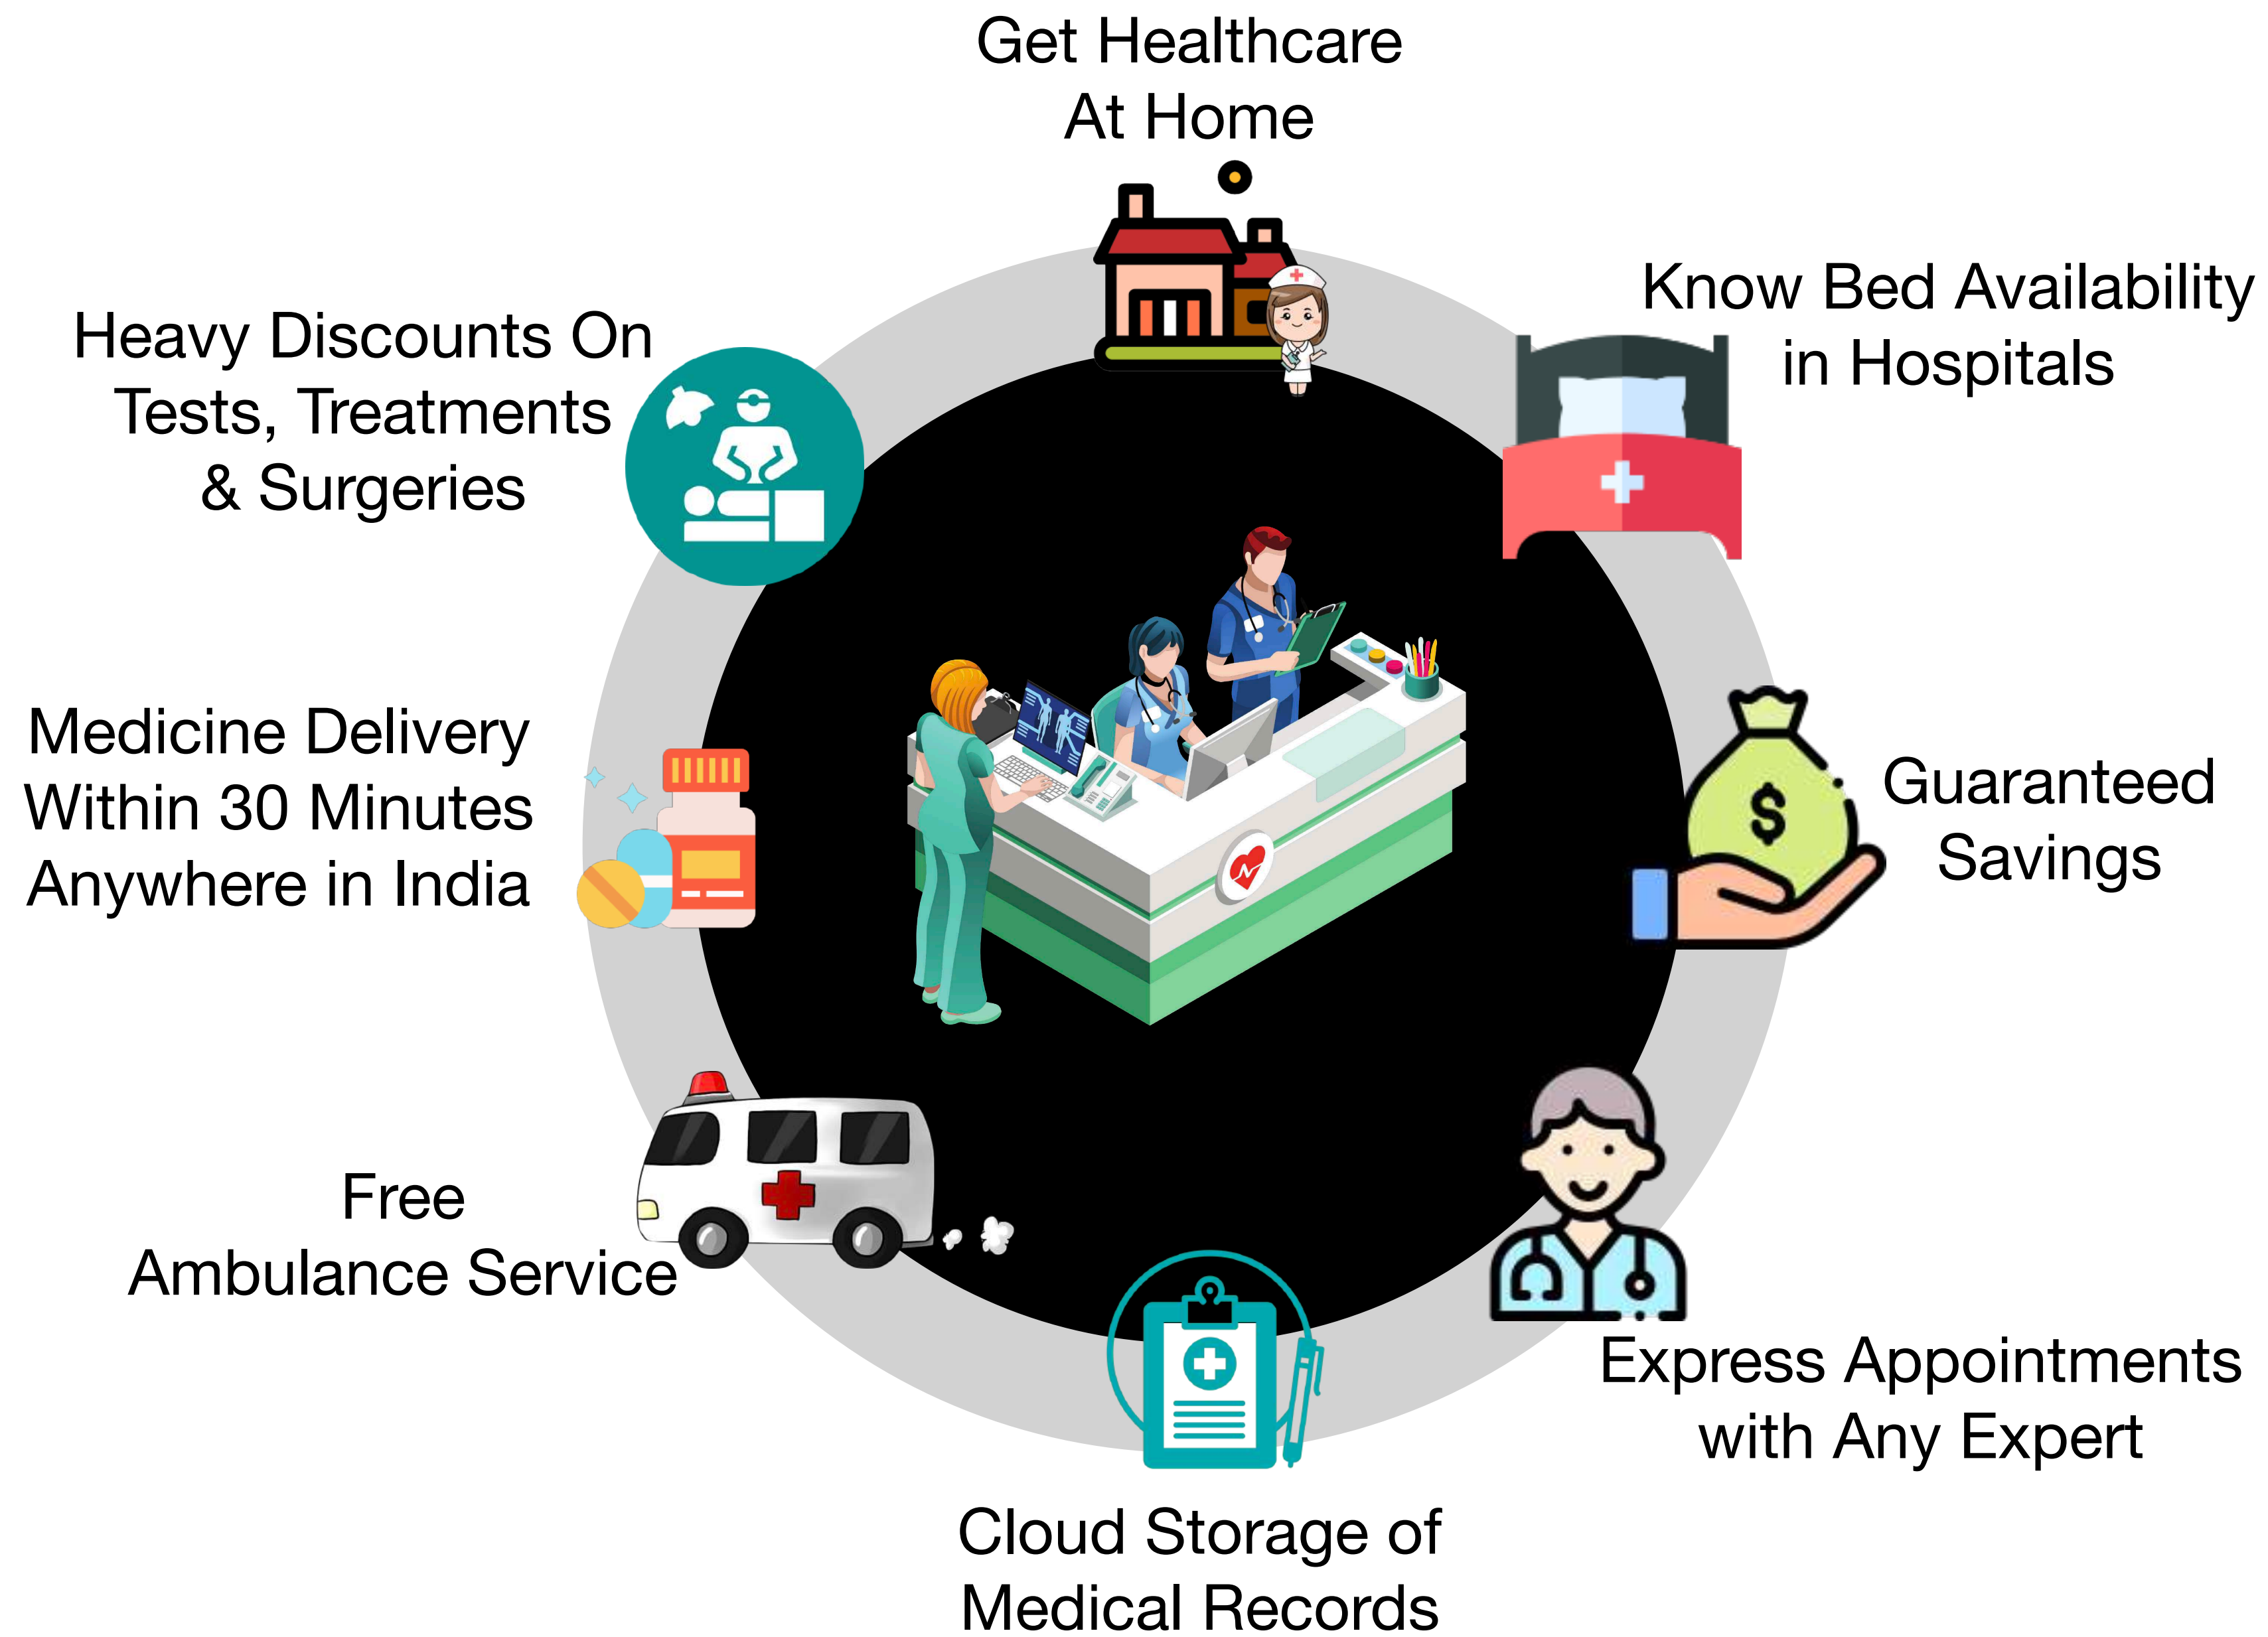 Get Healthcare
At Home
Know Bed Availability
in Hospitals
Guaranteed
Savings
$
Express Appointments
with Any Expert
Cloud Storage of
Medical Records
Free
Ambulance Service
Medicine Delivery
Within 30 Minutes
Anywhere in India
Heavy Discounts On
Tests, Treatments
& Surgeries